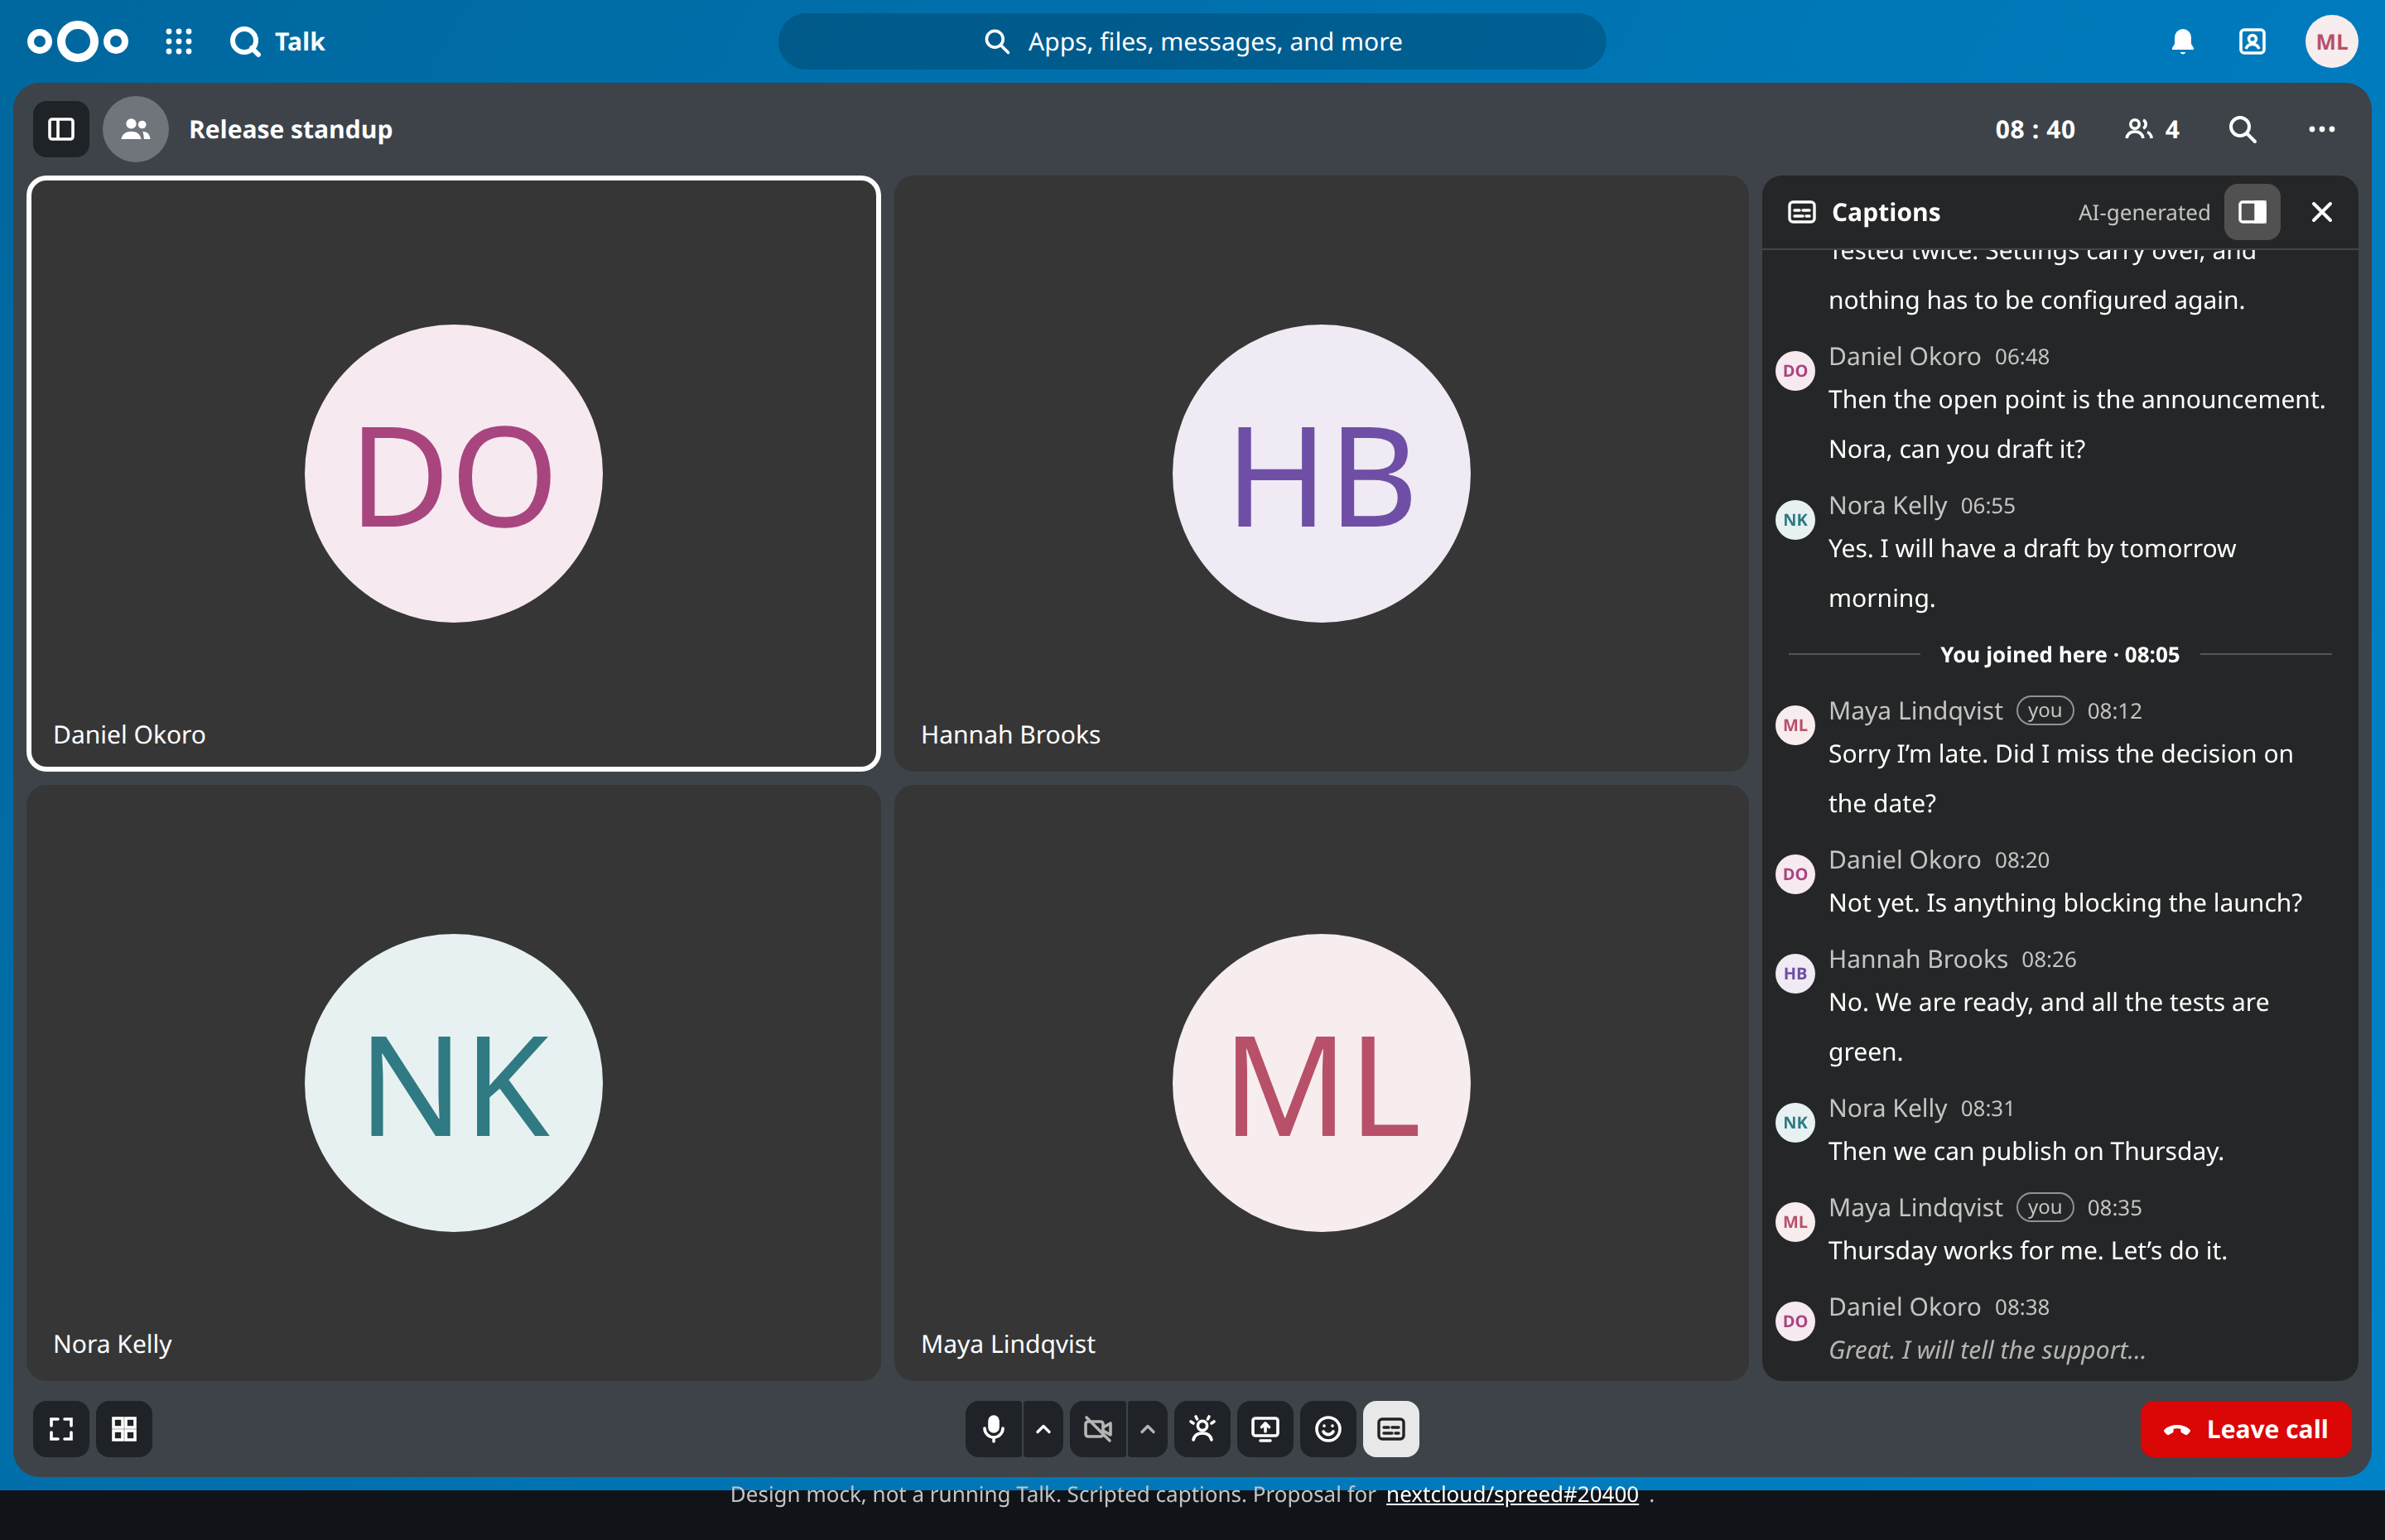 Talk
Apps, files, messages, and more
ML
Release standup
08 : 40
4
DO
Daniel Okoro
HB
Hannah Brooks
NK
Nora Kelly
ML
Maya Lindqvist
Captions
AI-generated
Tested twice. Settings carry over, and
nothing has to be configured again.
DO
Daniel Okoro 06:48
Then the open point is the announcement.
Nora, can you draft it?
NK
Nora Kelly 06:55
Yes. I will have a draft by tomorrow
morning.
You joined here · 08:05
ML
Maya Lindqvist you 08:12
Sorry I’m late. Did I miss the decision on
the date?
DO
Daniel Okoro 08:20
Not yet. Is anything blocking the launch?
HB
Hannah Brooks 08:26
No. We are ready, and all the tests are
green.
NK
Nora Kelly 08:31
Then we can publish on Thursday.
ML
Maya Lindqvist you 08:35
Thursday works for me. Let’s do it.
DO
Daniel Okoro 08:38
Great. I will tell the support…
Leave call
Design mock, not a running Talk. Scripted captions. Proposal for nextcloud/spreed#20400 .